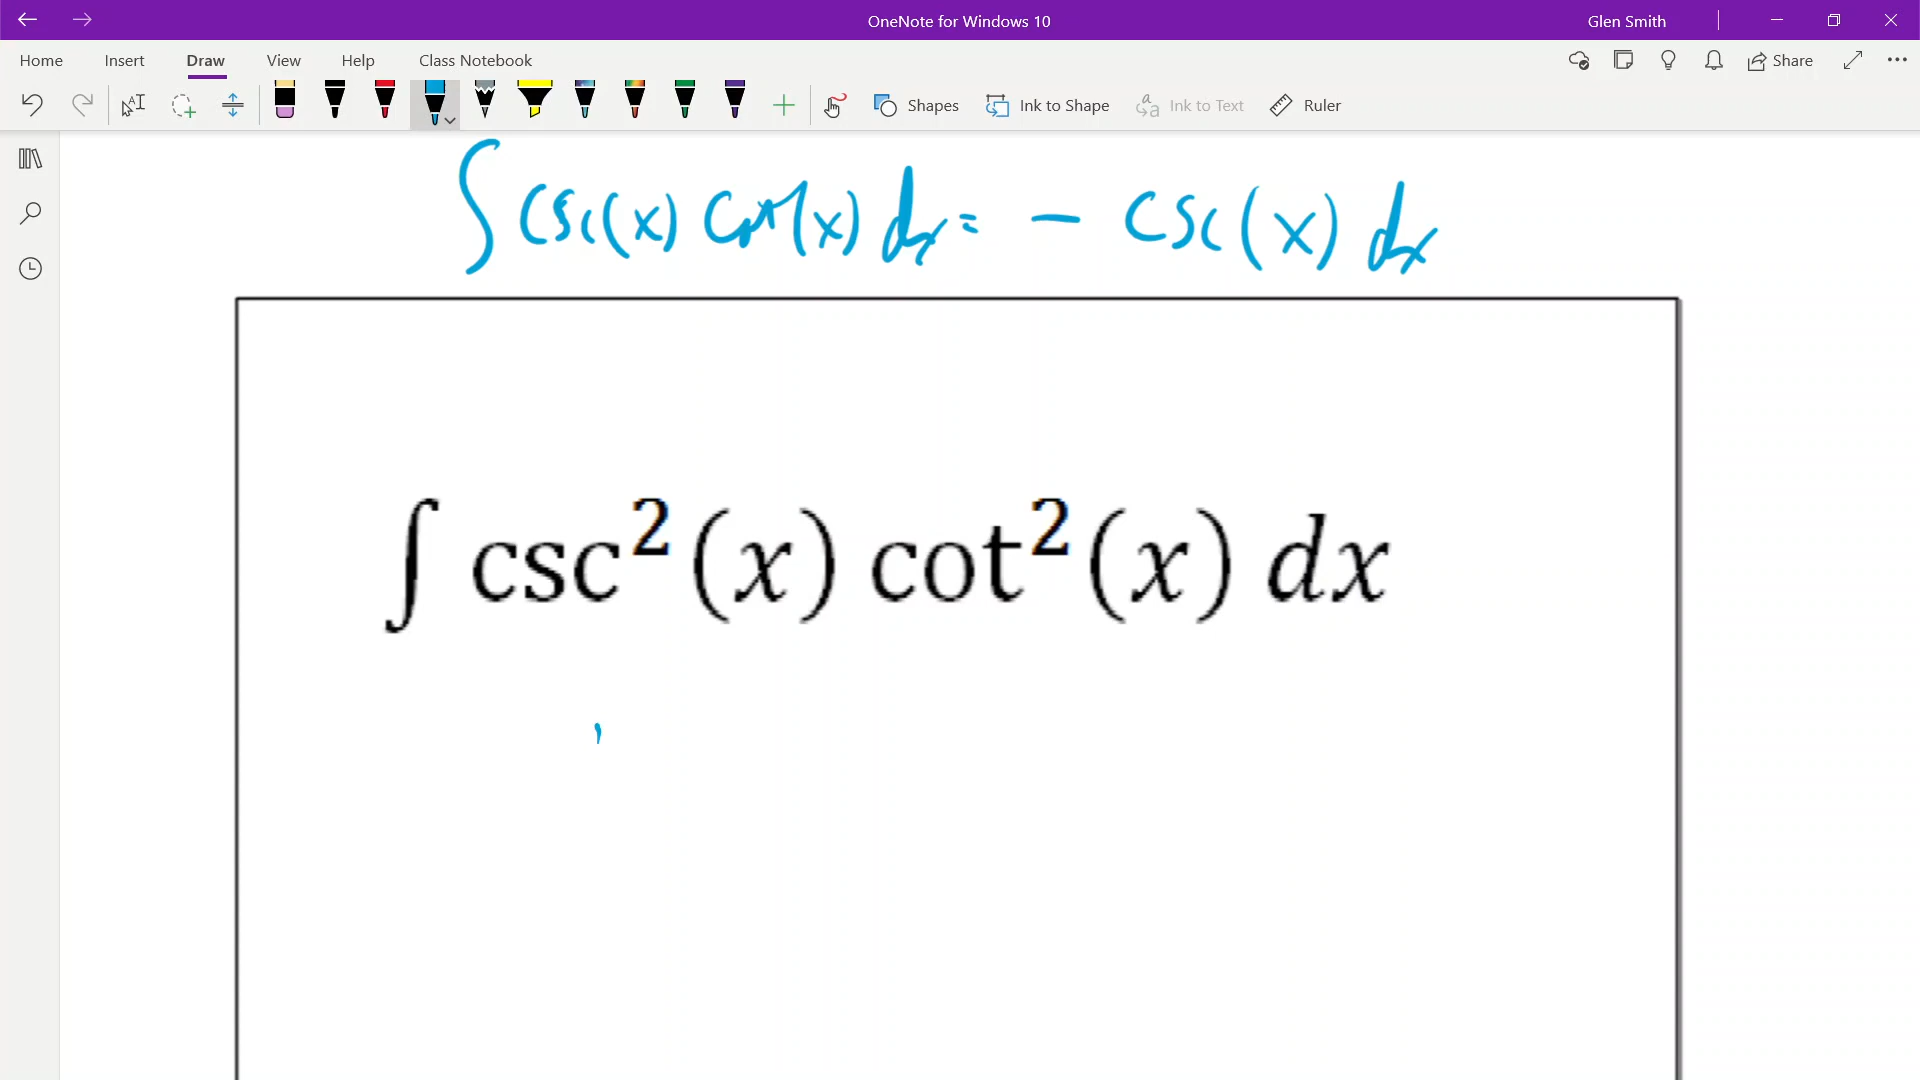 OneNote for Windows 10 Glen Smith
Home Insert Draw View Help Class Notebook Share
Shapes Ink to Shape Ink to Text Ruler
∫ csc(x) cot(x) dx = - csc(x) dx
∫ csc²(x) cot²(x) dx